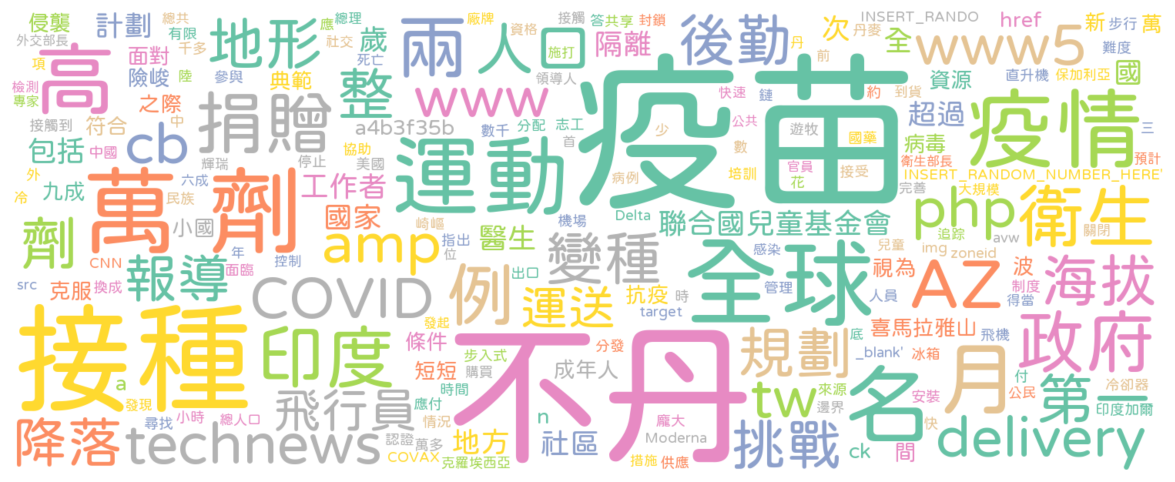 侵襲 計劃 總共 有限 地形 歲 應 總理 社交 死亡 兩 人口 廠牌 資格 接觸 施打 答 共享 封鎖 隔離 後勤 次 丹麥 INSERT_RANDO 全 href 新 步行 萬
外交部長 千多 領導人 丹 前 www5 難度
高 面對 項 險峻 陸 參與 典範 整 疫苗 直升機 保加利亞 國
檢測 專家 之際 捐贈 www 快速 鏈 約 到貨 資源
接觸到 中 符合 a4b3f35b 數千 分配 志工 少 公共 遊牧 國藥 超過 疫情 三
包括 中國 cb 輝瑞 停止 協助 美國 運動 首 數 官員 病毒 衛生部長 預計
外 六成 萬劑 工作者 病例 培訓 花 接受 完善 INSERT_RANDOM_NUMBER_HERE 大規模
冷 九成 民族 國家 Delta 聯合國兒童基金會 php 衛生
劑 小國 崎嶇 機場 醫生 追踪 關閉
CNN 報導 年 面臨 控制 amp 指出 位 變種 感染 全球 兒童 img avw zoneid
src 克服 換成 COVID 例 出口 運送 抗疫 時 管理 人員 視為 AZ 波 制度 得當 海拔
target
接種 印度 發起 條件 分發 不丹 規劃 底 喜馬拉雅山 飛機 政府
a 短短 步入式 購買 成年人 _blank' 冰箱 月 付
發現 飛行員 時間 應付 tw 來源 邊界 名 安裝 公民 第一 冷卻器 印度加爾
尋找 小時 總人口 情況 n 龐大 快
降落 technews 認證 萬多 地方 社區 Moderna 挑戰 ck 間 delivery
COVAX 克羅埃西亞 措施 供應